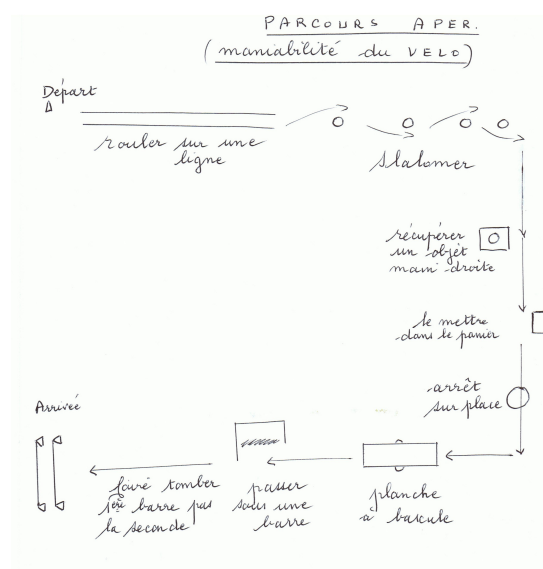 PARCOURS APER.
(maniabilité du VELO)
Départ
rouler sur une
ligne
slalomer
récupérer
un objet
main droite
le mettre
dans le panier
arrêt
sur place
Arrivée
faire tomber
1ère barre pas
la seconde
passer
sous une
barre
planche
à bascule